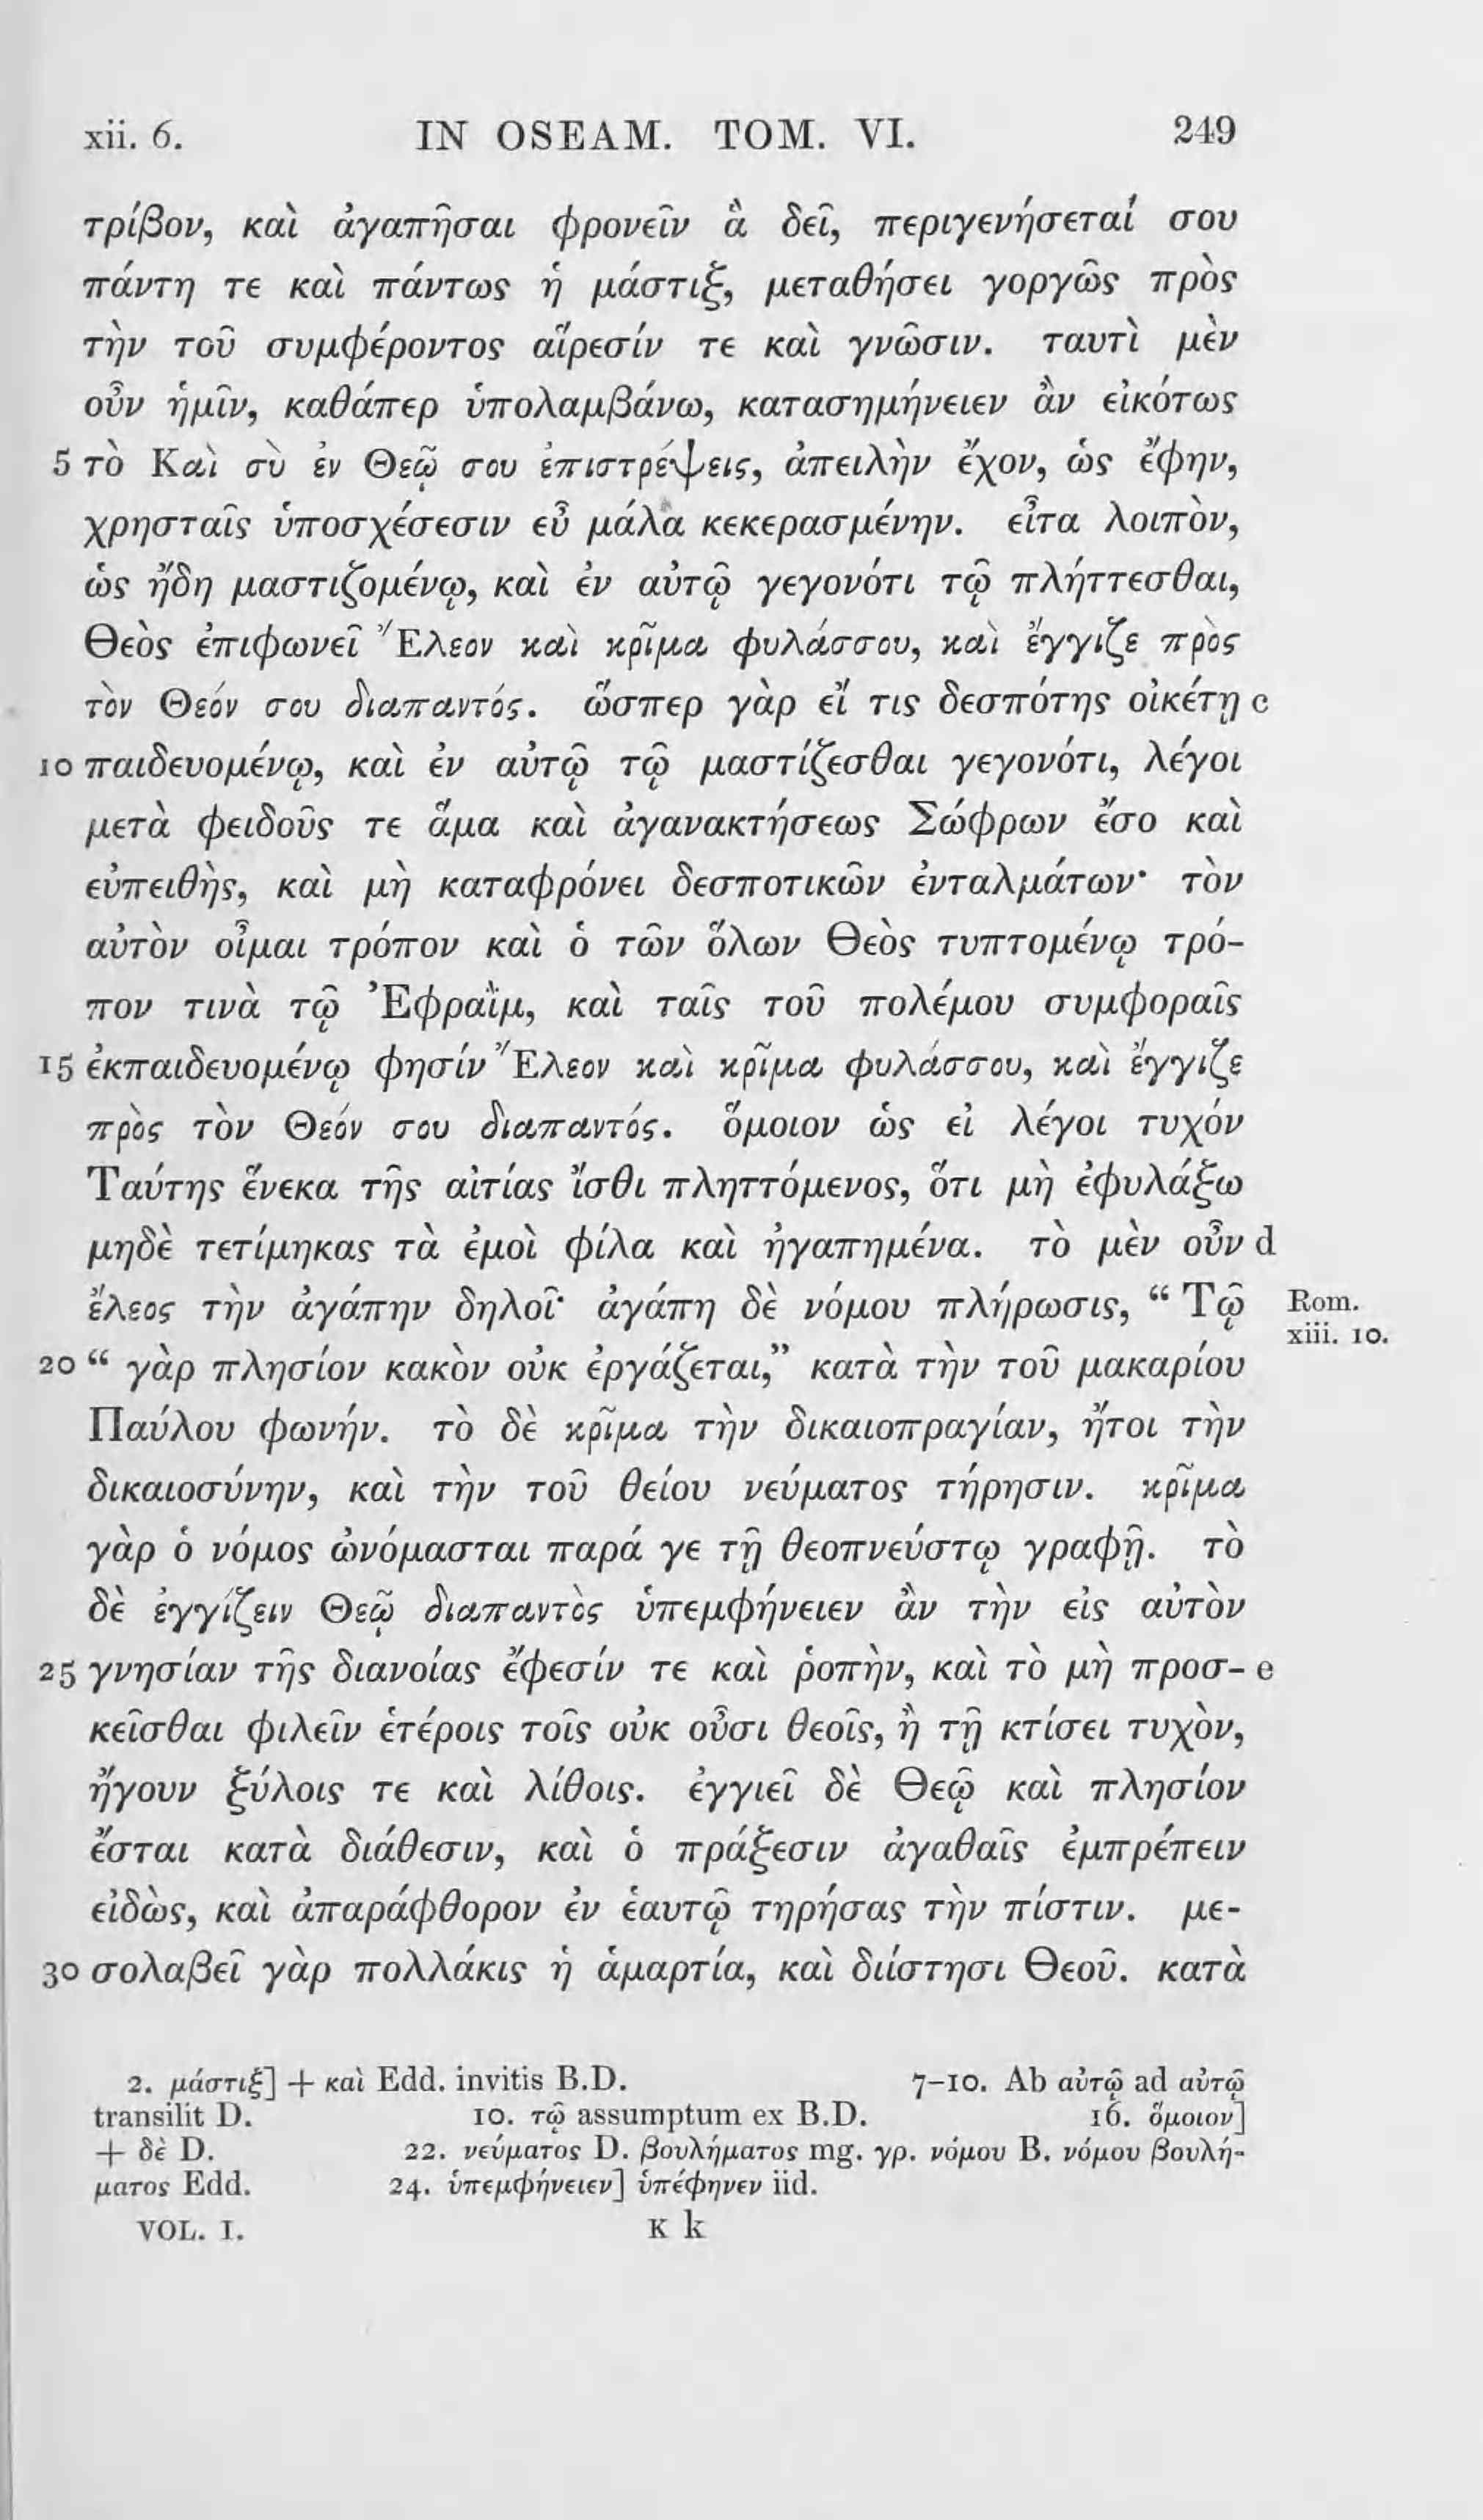 xii. 6. IN OSEAM. TOM. VI. 249
τρίβον, καὶ ἀγαπῆσαι φρονεῖν ἃ δεῖ, περιγενήσεταί σου
πάντη τε καὶ πάντως ἡ μάστιξ, μεταθήσει γοργῶς πρὸς
τὴν τοῦ συμφέροντος αἵρεσίν τε καὶ γνῶσιν. ταυτὶ μὲν
οὖν ἡμῖν, καθάπερ ὑπολαμβάνω, κατασημήνειεν ἂν εἰκότως
5 τὸ Καὶ σὺ ἐν Θεῷ σου ἐπιστρέψεις, ἀπειλὴν ἔχον, ὡς ἔφην,
χρησταῖς ὑποσχέσεσιν εὖ μάλα κεκερασμένην. εἶτα λοιπὸν,
ὡς ἤδη μαστιζομένῳ, καὶ ἐν αὐτῷ γεγονότι τῷ πλήττεσθαι,
Θεὸς ἐπιφωνεῖ Ἔλεον καὶ κρῖμα φυλάσσου, καὶ ἔγγιζε πρὸς
τὸν Θεόν σου διαπαντός. ὥσπερ γὰρ εἴ τις δεσπότης οἰκέτῃ c
10 παιδευομένῳ, καὶ ἐν αὐτῷ τῷ μαστίζεσθαι γεγονότι, λέγοι
μετὰ φειδοῦς τε ἅμα καὶ ἀγανακτήσεως Σώφρων ἔσο καὶ
εὐπειθὴς, καὶ μὴ καταφρόνει δεσποτικῶν ἐνταλμάτων· τὸν
αὐτὸν οἶμαι τρόπον καὶ ὁ τῶν ὅλων Θεὸς τυπτομένῳ τρό-
πον τινὰ τῷ Ἐφραῒμ, καὶ ταῖς τοῦ πολέμου συμφοραῖς
15 ἐκπαιδευομένῳ φησίν Ἔλεον καὶ κρῖμα φυλάσσου, καὶ ἔγγιζε
πρὸς τὸν Θεόν σου διαπαντός. ὅμοιον ὡς εἰ λέγοι τυχόν
Ταύτης ἕνεκα τῆς αἰτίας ἴσθι πληττόμενος, ὅτι μὴ ἐφυλάξω
μηδὲ τετίμηκας τὰ ἐμοὶ φίλα καὶ ἠγαπημένα. τὸ μὲν οὖν d
ἔλεος τὴν ἀγάπην δηλοῖ· ἀγάπη δὲ νόμου πλήρωσις, “ Τῷ Rom. xiii. 10.
20 “ γὰρ πλησίον κακὸν οὐκ ἐργάζεται,” κατὰ τὴν τοῦ μακαρίου
Παύλου φωνήν. τὸ δὲ κρῖμα τὴν δικαιοπραγίαν, ἤτοι τὴν
δικαιοσύνην, καὶ τὴν τοῦ θείου νεύματος τήρησιν. κρῖμα
γὰρ ὁ νόμος ὠνόμασται παρά γε τῇ θεοπνεύστῳ γραφῇ. τὸ
δὲ ἐγγίζειν Θεῷ διαπαντὸς ὑπεμφήνειεν ἂν τὴν εἰς αὐτὸν
25 γνησίαν τῆς διανοίας ἔφεσίν τε καὶ ῥοπὴν, καὶ τὸ μὴ προσ- e
κεῖσθαι φιλεῖν ἑτέροις τοῖς οὐκ οὖσι θεοῖς, ἢ τῇ κτίσει τυχὸν,
ἤγουν ξύλοις τε καὶ λίθοις. ἐγγιεῖ δὲ Θεῷ καὶ πλησίον
ἔσται κατὰ διάθεσιν, καὶ ὁ πράξεσιν ἀγαθαῖς ἐμπρέπειν
εἰδὼς, καὶ ἀπαράφθορον ἐν ἑαυτῷ τηρήσας τὴν πίστιν. με-
30 σολαβεῖ γὰρ πολλάκις ἡ ἁμαρτία, καὶ διίστησι Θεοῦ. κατὰ
2. μάστιξ] + καὶ Edd. invitis B.D. 7–10. Ab αὐτῷ ad αὐτῷ
transilit D. 10. τῷ assumptum ex B.D. 16. ὅμοιον]
+ δὲ D. 22. νεύματος D. βουλήματος mg. γρ. νόμου B. νόμου βουλή-
ματος Edd. 24. ὑπεμφήνειεν] ὑπέφηνεν iid.
VOL. I. K k